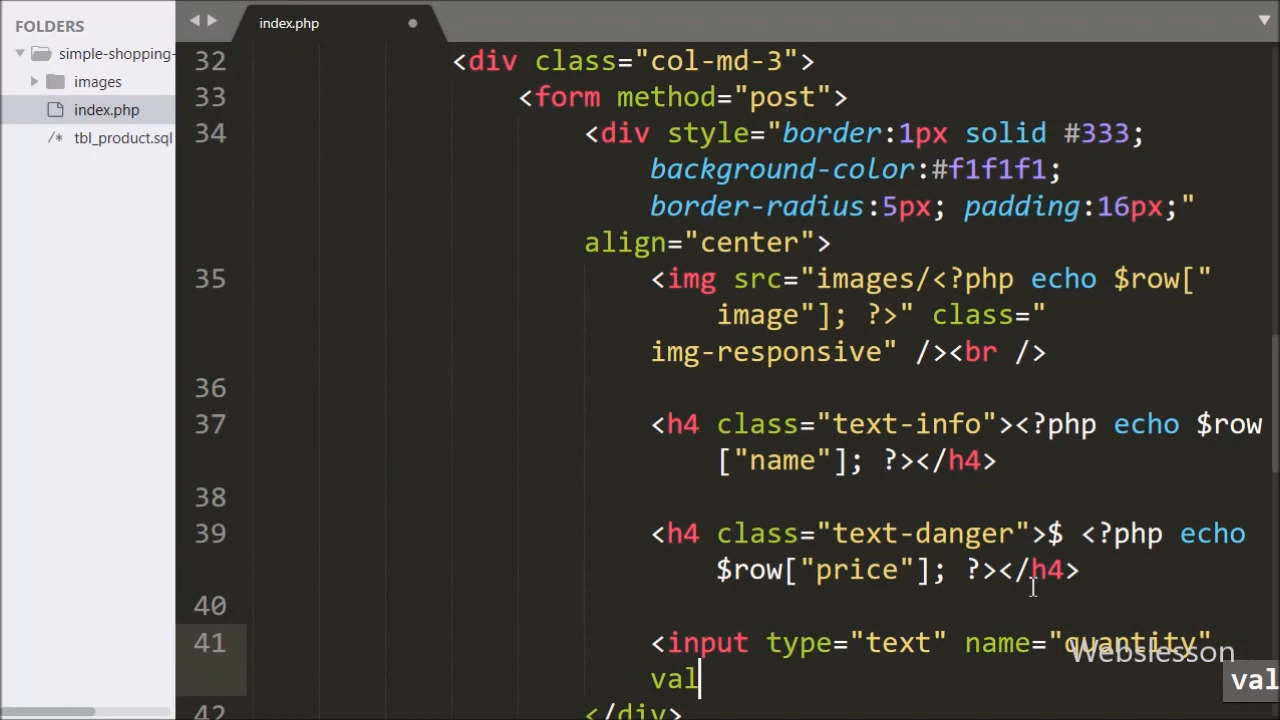 FOLDERS
simple-shopping-
images
index.php
/* tbl_product.sql
index.php
32 <div class="col-md-3">
33 <form method="post">
34 <div style="border:1px solid #333;
background-color:#f1f1f1;
border-radius:5px; padding:16px;"
align="center">
35 <img src="images/<?php echo $row["
image"]; ?>" class="
img-responsive" /><br />
36
37 <h4 class="text-info"><?php echo $row
["name"]; ?></h4>
38
39 <h4 class="text-danger">$ <?php echo
$row["price"]; ?></h4>
40
41 <input type="text" name="quantity"
val
42 </div>
Webslesson
val